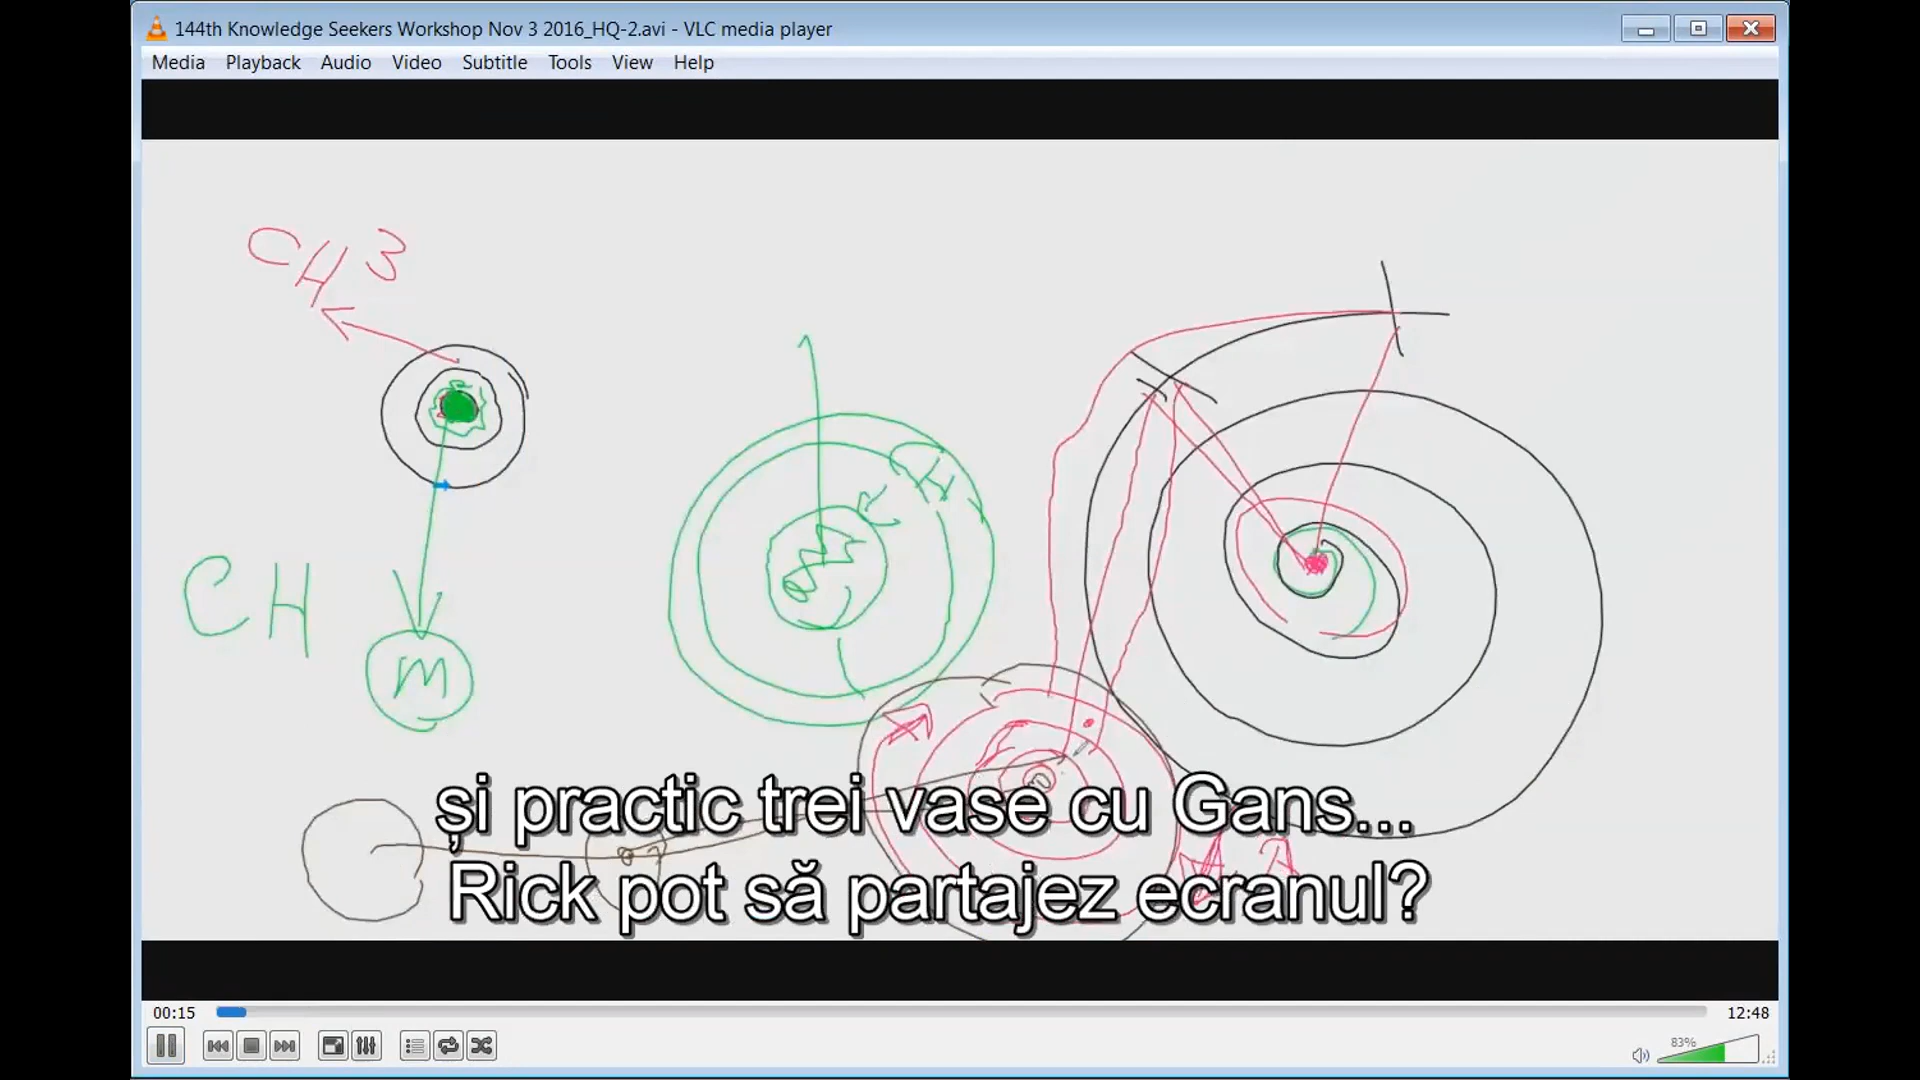 144th Knowledge Seekers Workshop Nov 3 2016_HQ-2.avi - VLC media player
Media Playback Audio Video Subtitle Tools View Help
CH3
CH
CH
M
A
M A
și practic trei vase cu Gans...
Rick pot să partajez ecranul?
00:15
12:48
83%